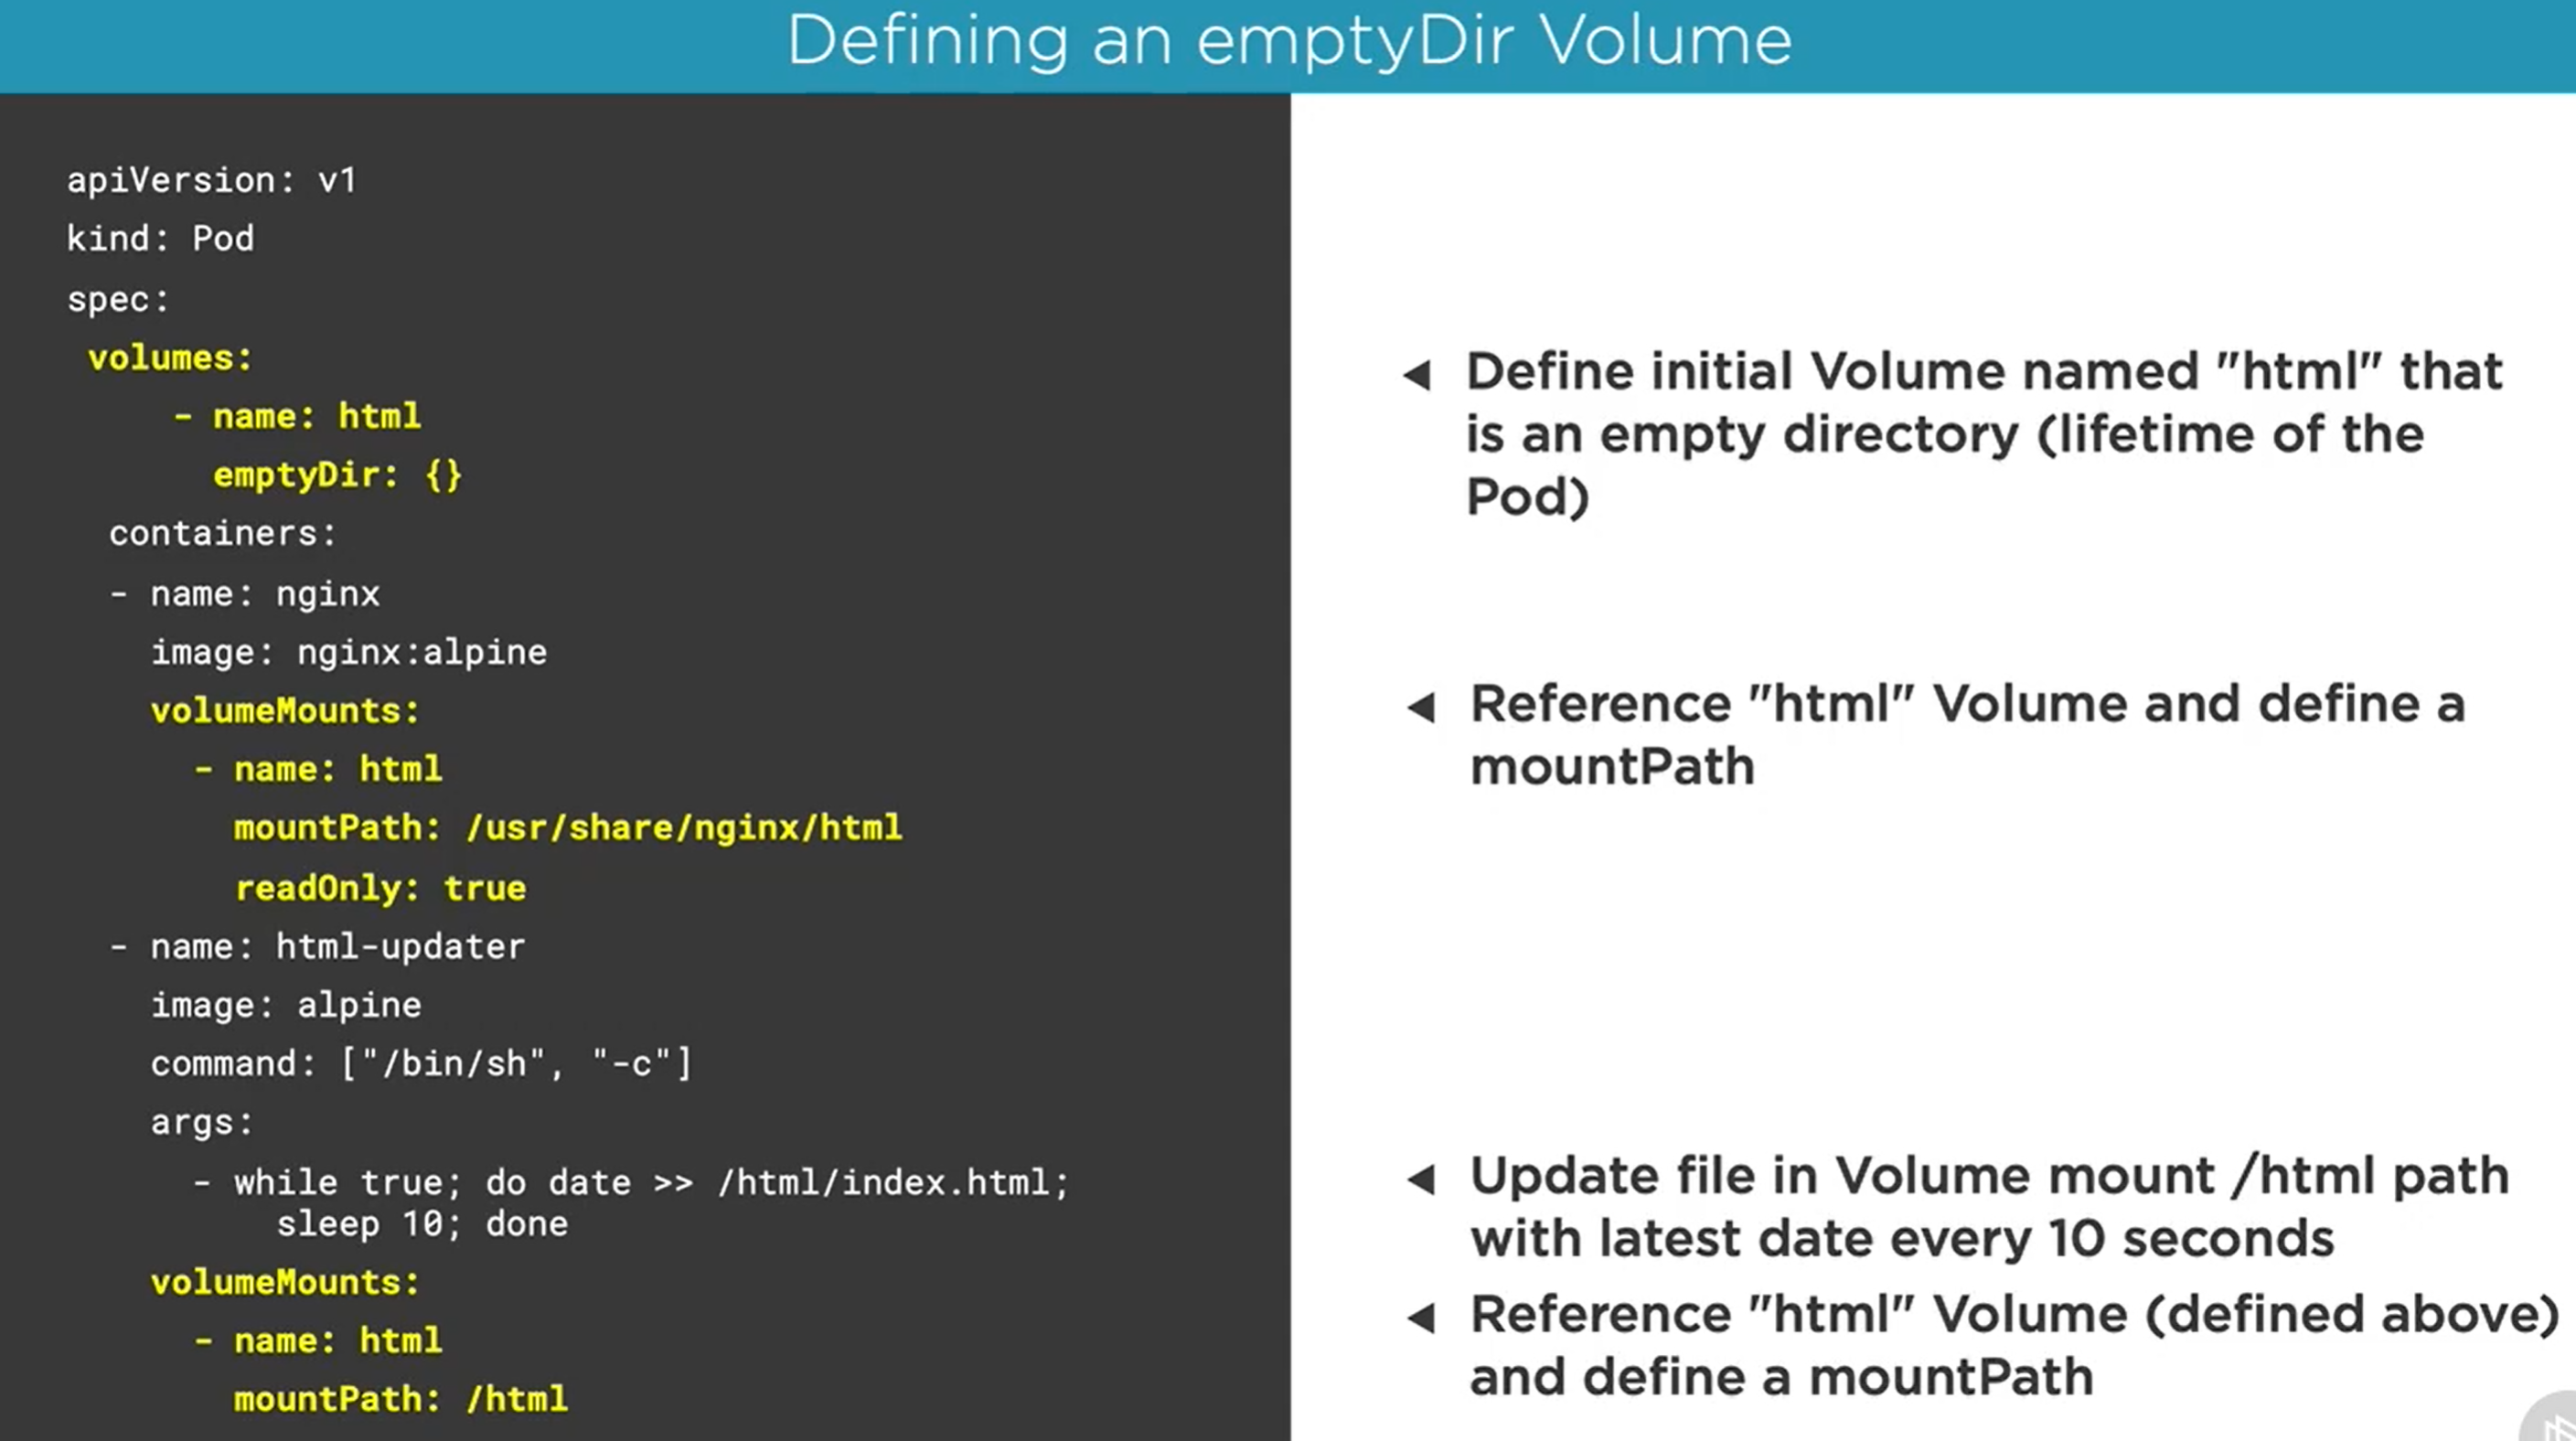 Defining an emptyDir Volume
apiVersion: v1
kind: Pod
spec:
 volumes:
     - name: html
       emptyDir: {}
  containers:
  - name: nginx
    image: nginx:alpine
    volumeMounts:
      - name: html
        mountPath: /usr/share/nginx/html
        readOnly: true
  - name: html-updater
    image: alpine
    command: ["/bin/sh", "-c"]
    args:
      - while true; do date >> /html/index.html;
          sleep 10; done
    volumeMounts:
      - name: html
        mountPath: /html
◀ Define initial Volume named "html" that
is an empty directory (lifetime of the
Pod)
◀ Reference "html" Volume and define a
mountPath
◀ Update file in Volume mount /html path
with latest date every 10 seconds
◀ Reference "html" Volume (defined above)
and define a mountPath